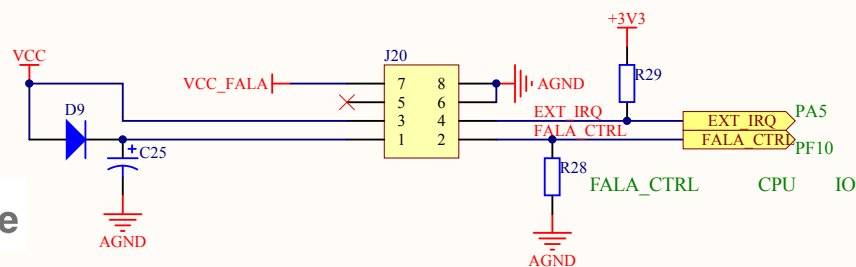 +3V3
VCC
J20
R29
VCC_FALA
7 8
AGND
5 6
D9
EXT_IRQ
3 4
EXT_IRQ
PA5
FALA_CTRL
1 2
FALA_CTRL
PF10
+
C25
R28
FALA_CTRL CPU IO
e
AGND
AGND